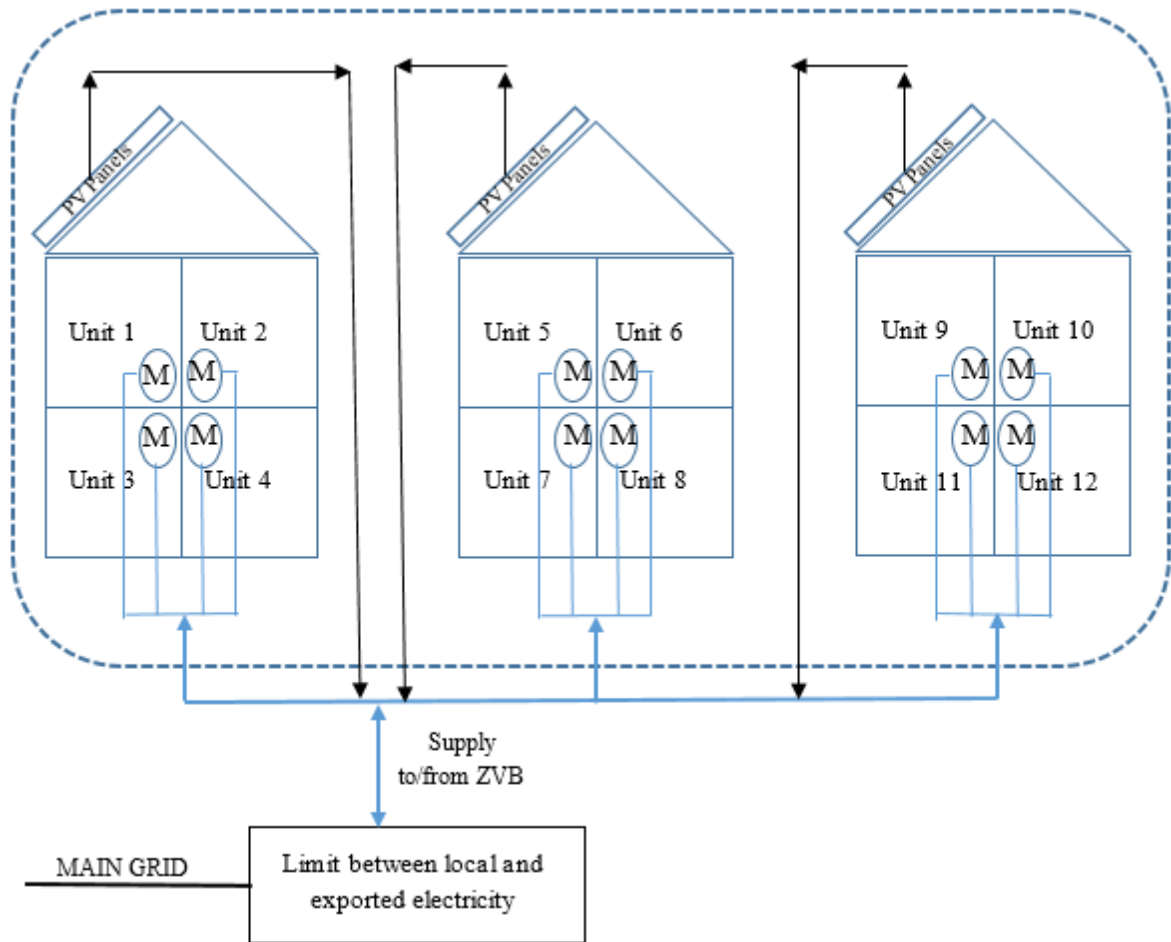 PV Panels
PV Panels
PV Panels
Unit 1
Unit 2
M
M
M
M
Unit 3
Unit 4
Unit 5
Unit 6
M
M
M
M
Unit 7
Unit 8
Unit 9
Unit 10
M
M
M
M
Unit 11
Unit 12
Supply
to/from ZVB
MAIN GRID
Limit between local and
exported electricity